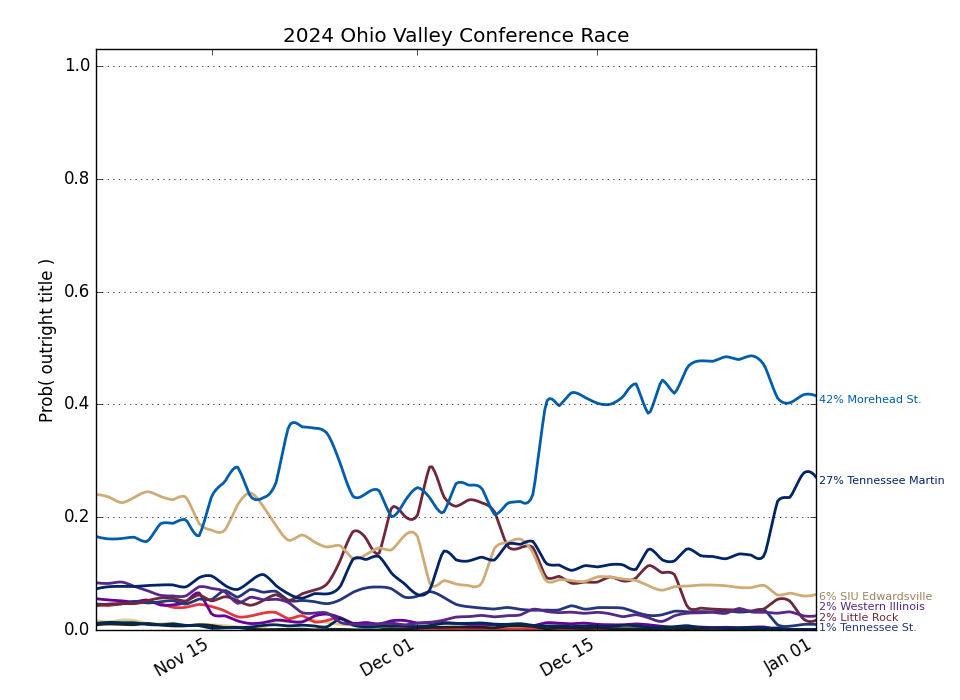 2024 Ohio Valley Conference Race
1.0
0.8
0.6
0.4
0.2
0.0
Prob( outright title )
42% Morehead St.
27% Tennessee Martin
6% SIU Edwardsville
2% Western Illinois
2% Little Rock
1% Tennessee St.
Nov 15
Dec 01
Dec 15
Jan 01